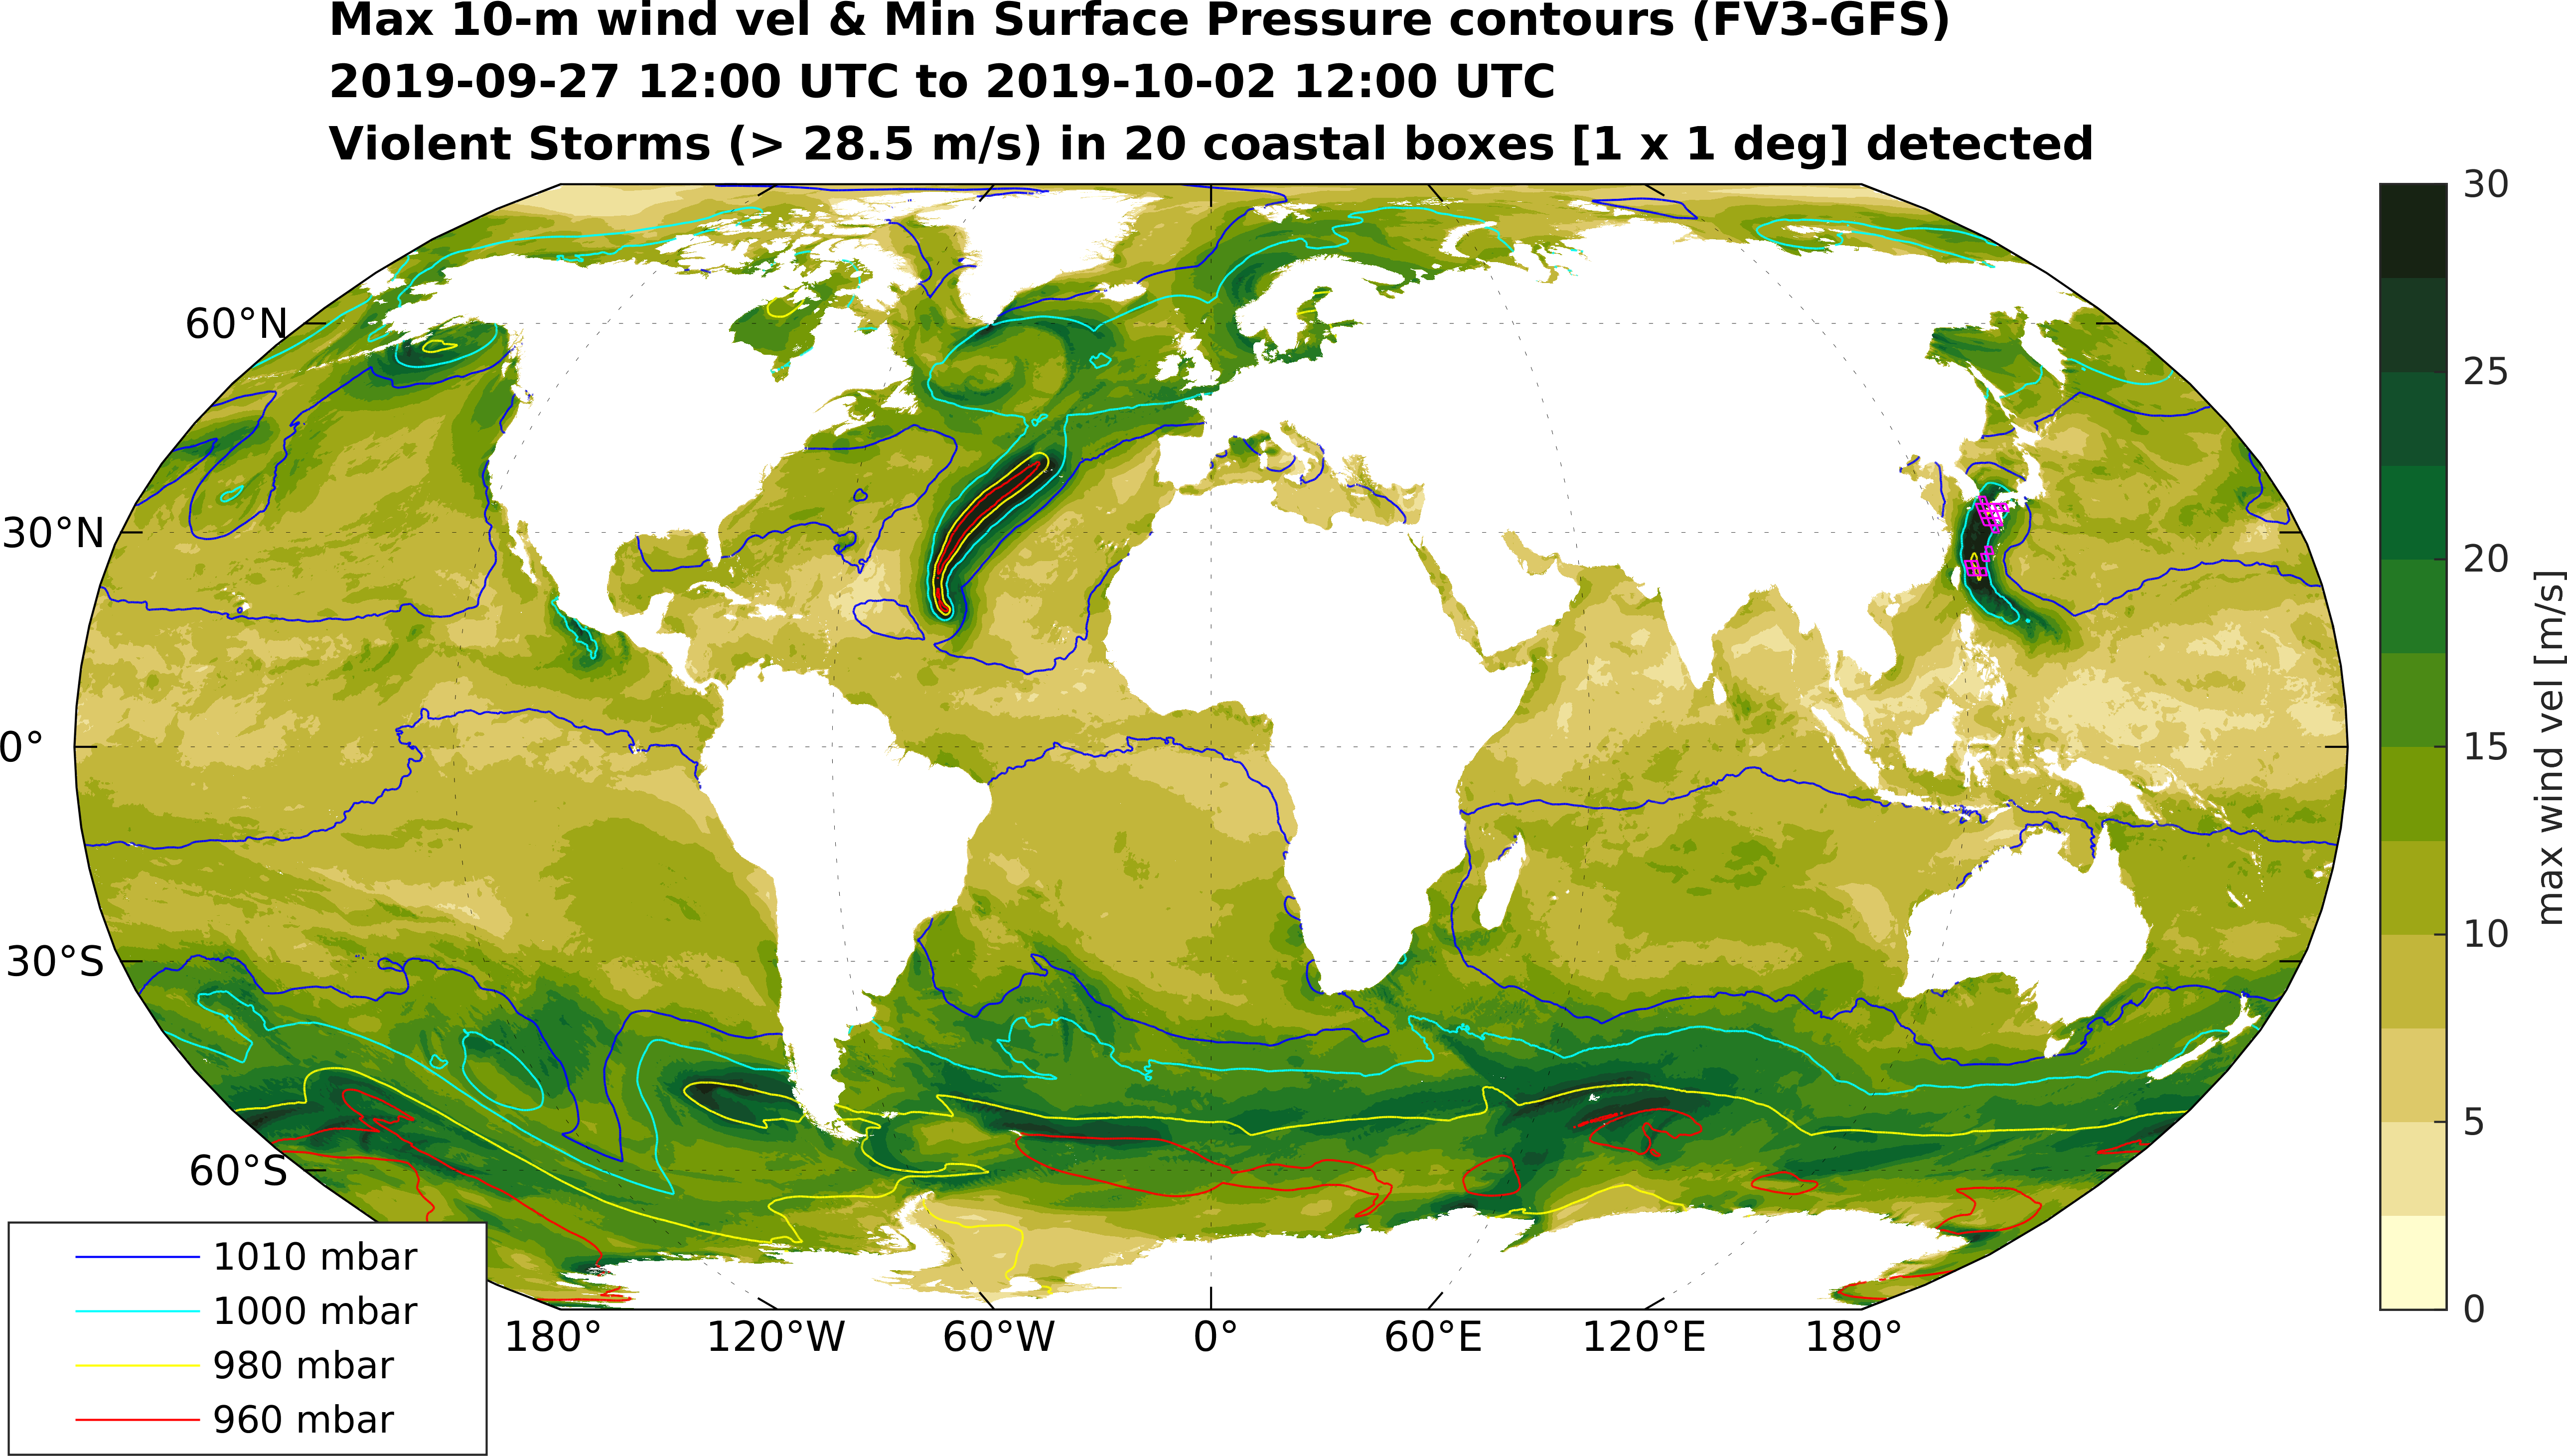 Max 10-m wind vel & Min Surface Pressure contours (FV3-GFS)
2019-09-27 12:00 UTC to 2019-10-02 12:00 UTC
Violent Storms (> 28.5 m/s) in 20 coastal boxes [1 x 1 deg] detected
60°N
30°N
0°
30°S
60°S
180°
120°W
60°W
0°
60°E
120°E
180°
1010 mbar
1000 mbar
980 mbar
960 mbar
30
25
20
15
10
5
0
max wind vel [m/s]